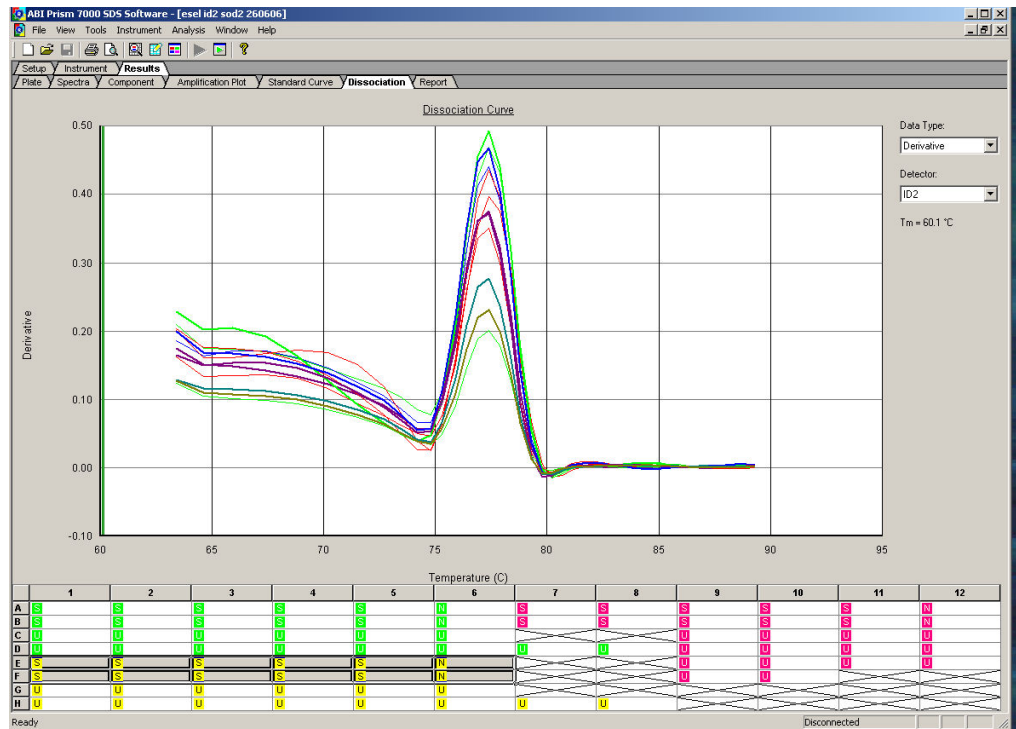 ABI Prism 7000 SDS Software - [esel id2 sod2 260606]
File View Tools Instrument Analysis Window Help
Setup Instrument Results
Plate Spectra Component Amplification Plot Standard Curve Dissociation Report
Dissociation Curve
Data Type:
Derivative
Detector:
ID2
Tm = 60.1 °C
0.50
0.40
0.30
0.20
0.10
0.00
-0.10
Derivative
60 65 70 75 80 85 90 95
Temperature (C)
1 2 3 4 5 6 7 8 9 10 11 12
A S S S S S N S S S S S N
B S S S S S N S S S S S N
C U U U U U U U U U U
D U U U U U U U U U U U U
E S S S S S N U U U U
F S S S S S N U U
G U U U U U U
H U U U U U U U U
Ready Disconnected